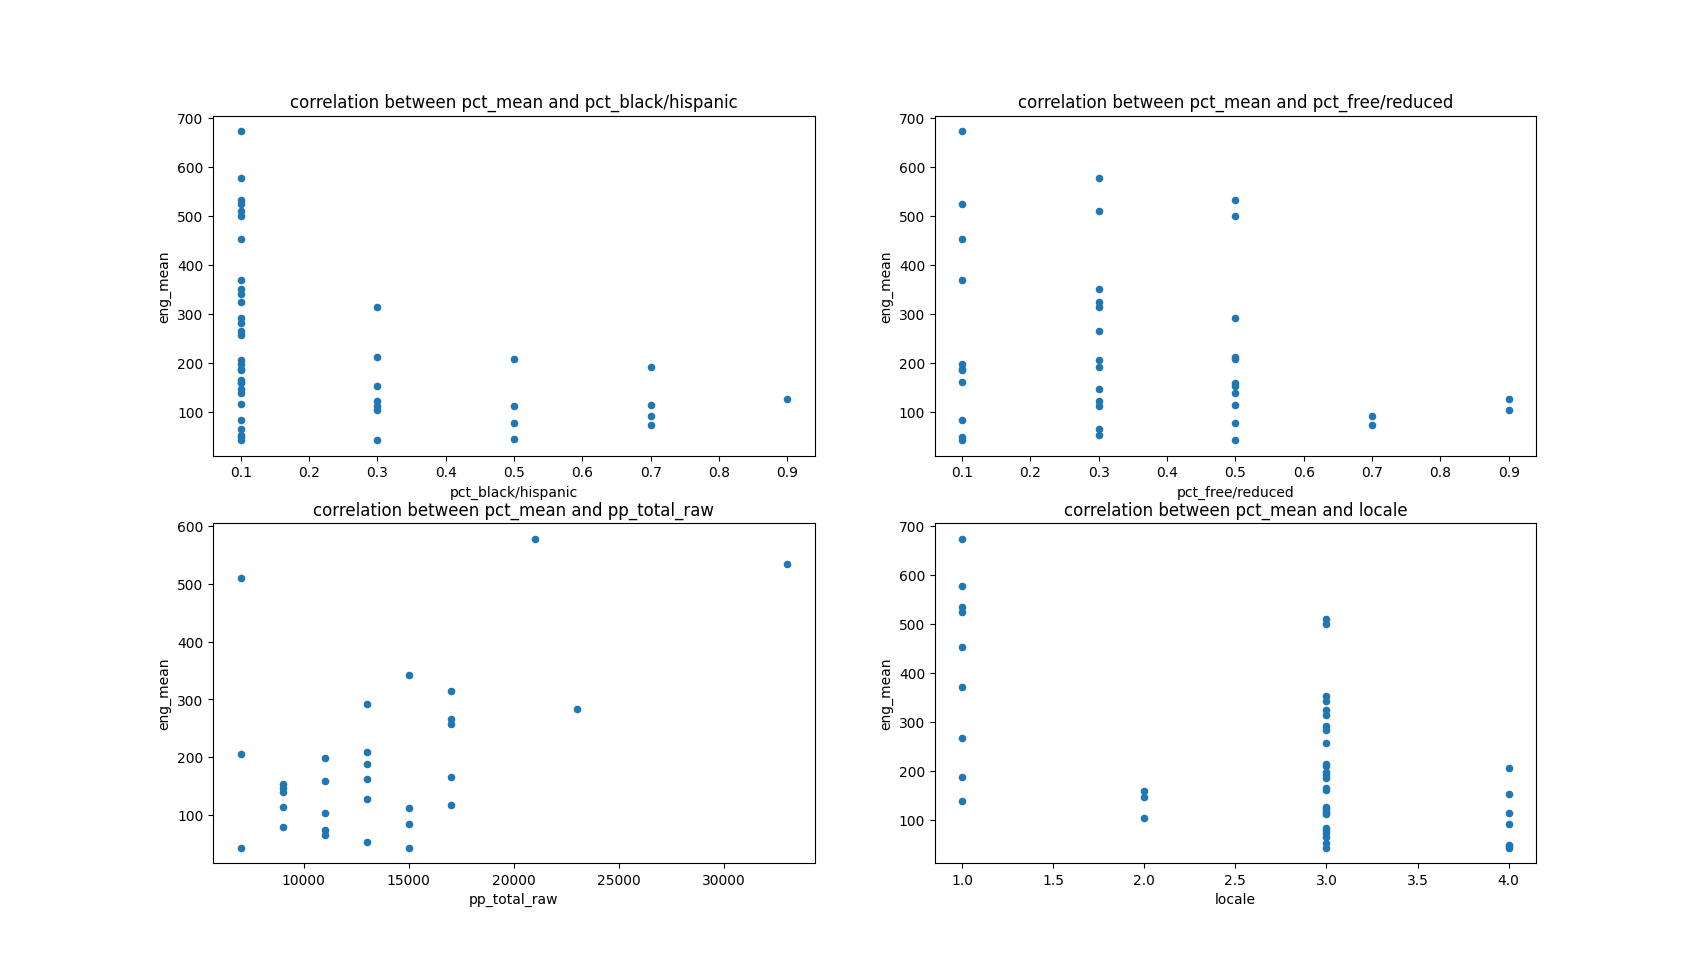 correlation between pct_mean and pct_black/hispanic
700
600
500
400
300
200
100
eng_mean
0.1 0.2 0.3 0.4 0.5 0.6 0.7 0.8 0.9
pct_black/hispanic
correlation between pct_mean and pct_free/reduced
700
600
500
400
300
200
100
eng_mean
0.1 0.2 0.3 0.4 0.5 0.6 0.7 0.8 0.9
pct_free/reduced
correlation between pct_mean and pp_total_raw
600
500
400
300
200
100
eng_mean
10000 15000 20000 25000 30000
pp_total_raw
correlation between pct_mean and locale
700
600
500
400
300
200
100
eng_mean
1.0 1.5 2.0 2.5 3.0 3.5 4.0
locale